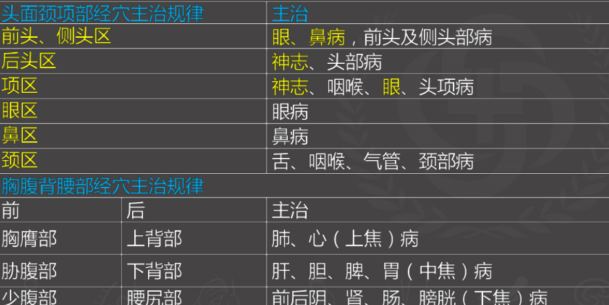 头面颈项部经穴主治规律 主治
前头、侧头区 眼、鼻病，前头及侧头部病
后头区 神志、头部病
项区 神志、咽喉、眼、头项病
眼区 眼病
鼻区 鼻病
颈区 舌、咽喉、气管、颈部病
胸腹背腰部经穴主治规律
前 后 主治
胸膺部 上背部 肺、心（上焦）病
胁腹部 下背部 肝、胆、脾、胃（中焦）病
少腹部 腰尻部 前后阴、肾、肠、膀胱（下焦）病